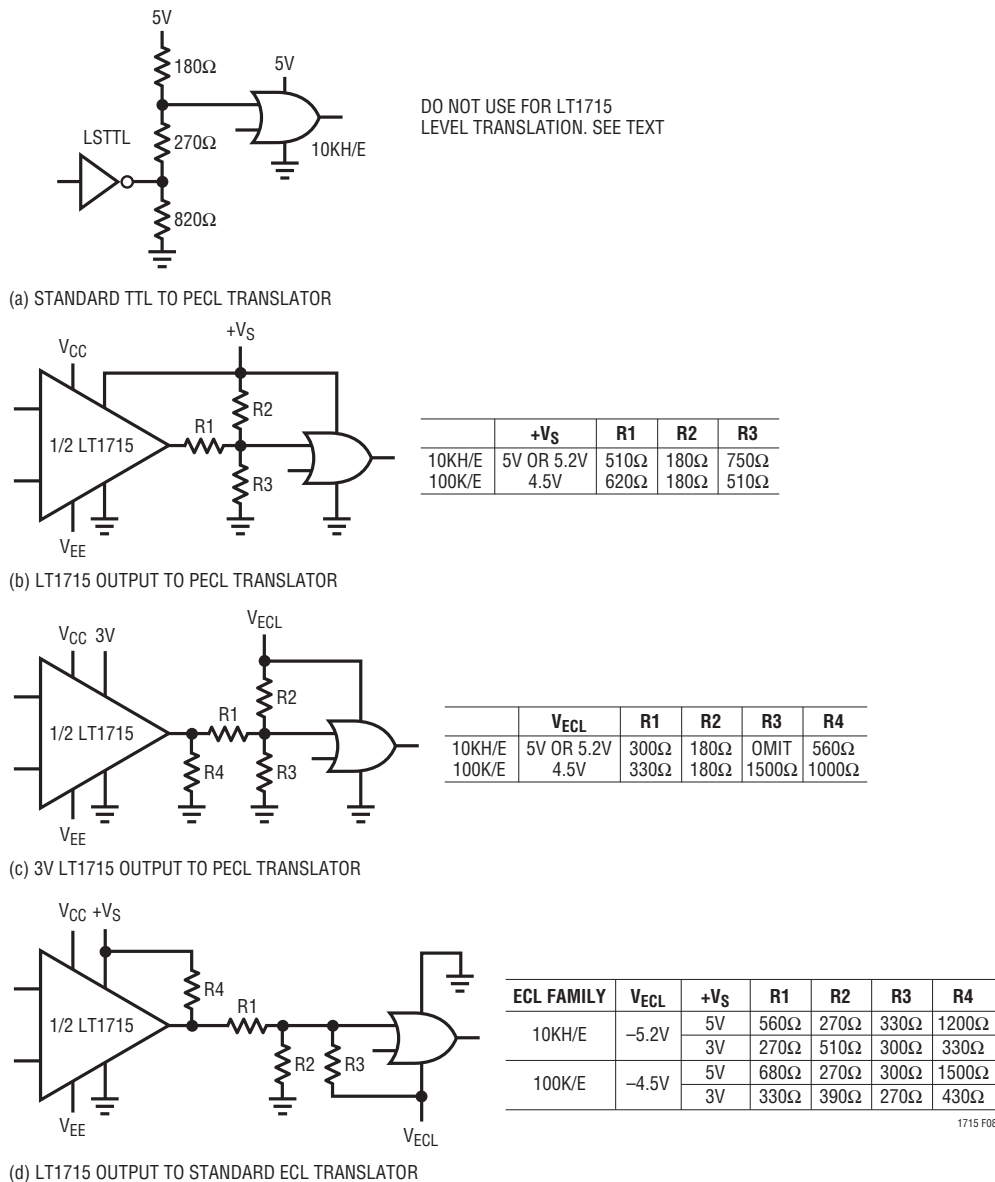 5V
180Ω
5V
DO NOT USE FOR LT1715
LEVEL TRANSLATION. SEE TEXT
LSTTL
270Ω
10KH/E
820Ω
(a) STANDARD TTL TO PECL TRANSLATOR
+VS
VCC
R2
R1
1/2 LT1715
R3
VEE
+VS R1 R2 R3
10KH/E 5V OR 5.2V 510Ω 180Ω 750Ω
100K/E 4.5V 620Ω 180Ω 510Ω
(b) LT1715 OUTPUT TO PECL TRANSLATOR
VECL
VCC 3V
R2
R1
1/2 LT1715
R4
R3
VEE
VECL R1 R2 R3 R4
10KH/E 5V OR 5.2V 300Ω 180Ω OMIT 560Ω
100K/E 4.5V 330Ω 180Ω 1500Ω 1000Ω
(c) 3V LT1715 OUTPUT TO PECL TRANSLATOR
VCC +VS
R4
R1
1/2 LT1715
R2
R3
VEE
VECL
ECL FAMILY VECL +VS R1 R2 R3 R4
10KH/E –5.2V 5V 560Ω 270Ω 330Ω 1200Ω
3V 270Ω 510Ω 300Ω 330Ω
100K/E –4.5V 5V 680Ω 270Ω 300Ω 1500Ω
3V 330Ω 390Ω 270Ω 430Ω
1715 F08
(d) LT1715 OUTPUT TO STANDARD ECL TRANSLATOR